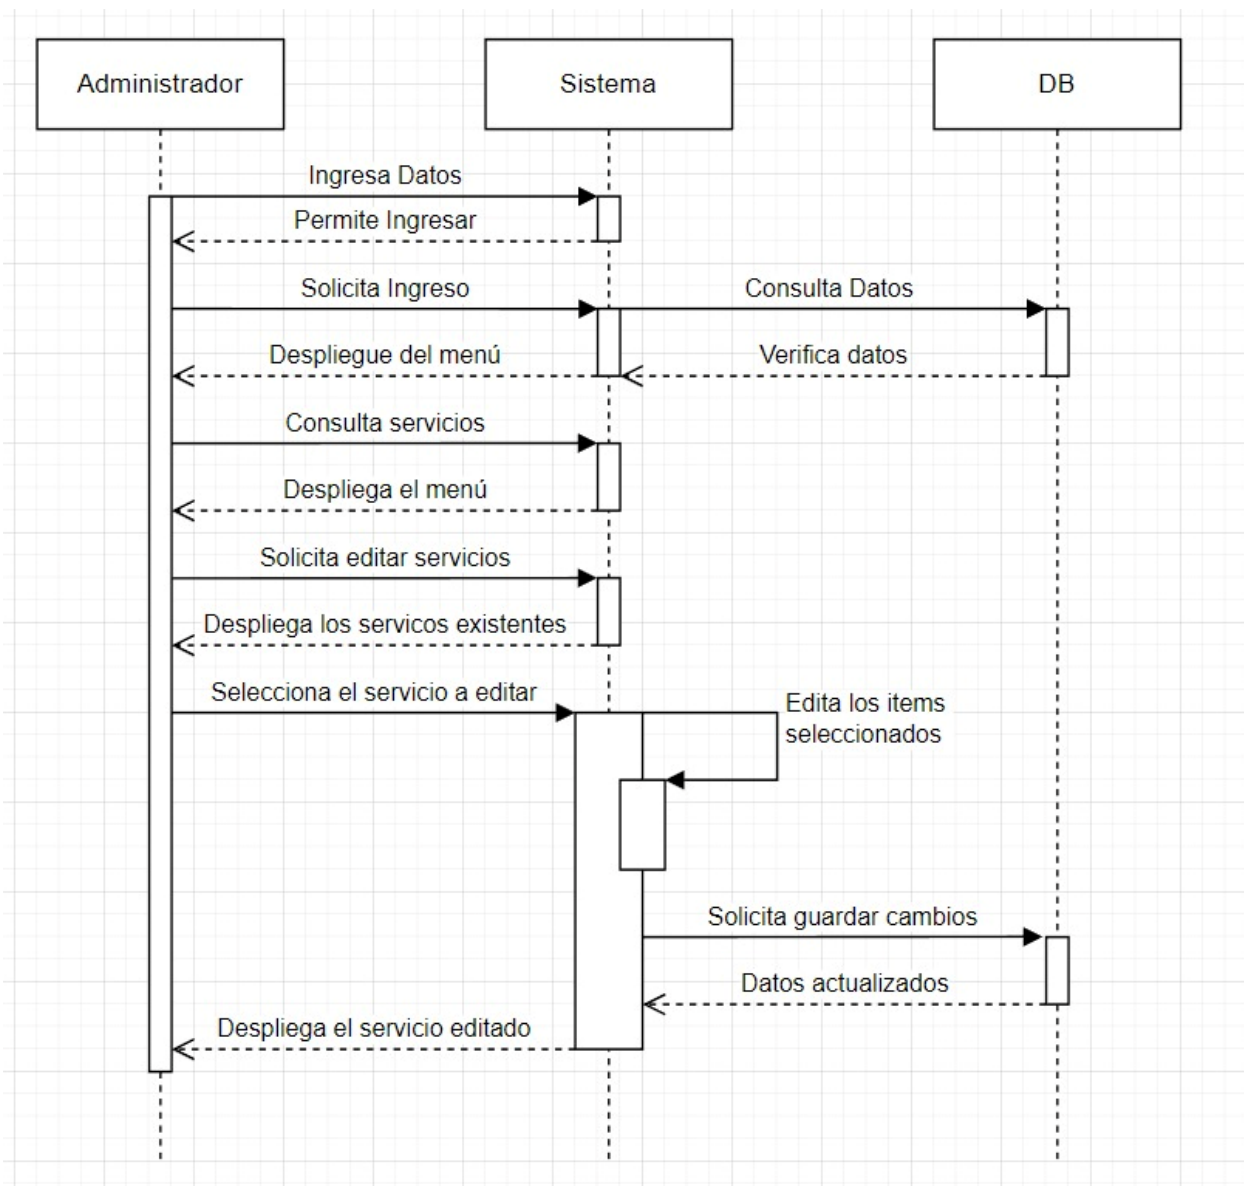 Administrador
Sistema
DB
Ingresa Datos
Permite Ingresar
Solicita Ingreso
Consulta Datos
Despliegue del menú
Verifica datos
Consulta servicios
Despliega el menú
Solicita editar servicios
Despliega los servicos existentes
Selecciona el servicio a editar
Edita los items
seleccionados
Solicita guardar cambios
Datos actualizados
Despliega el servicio editado